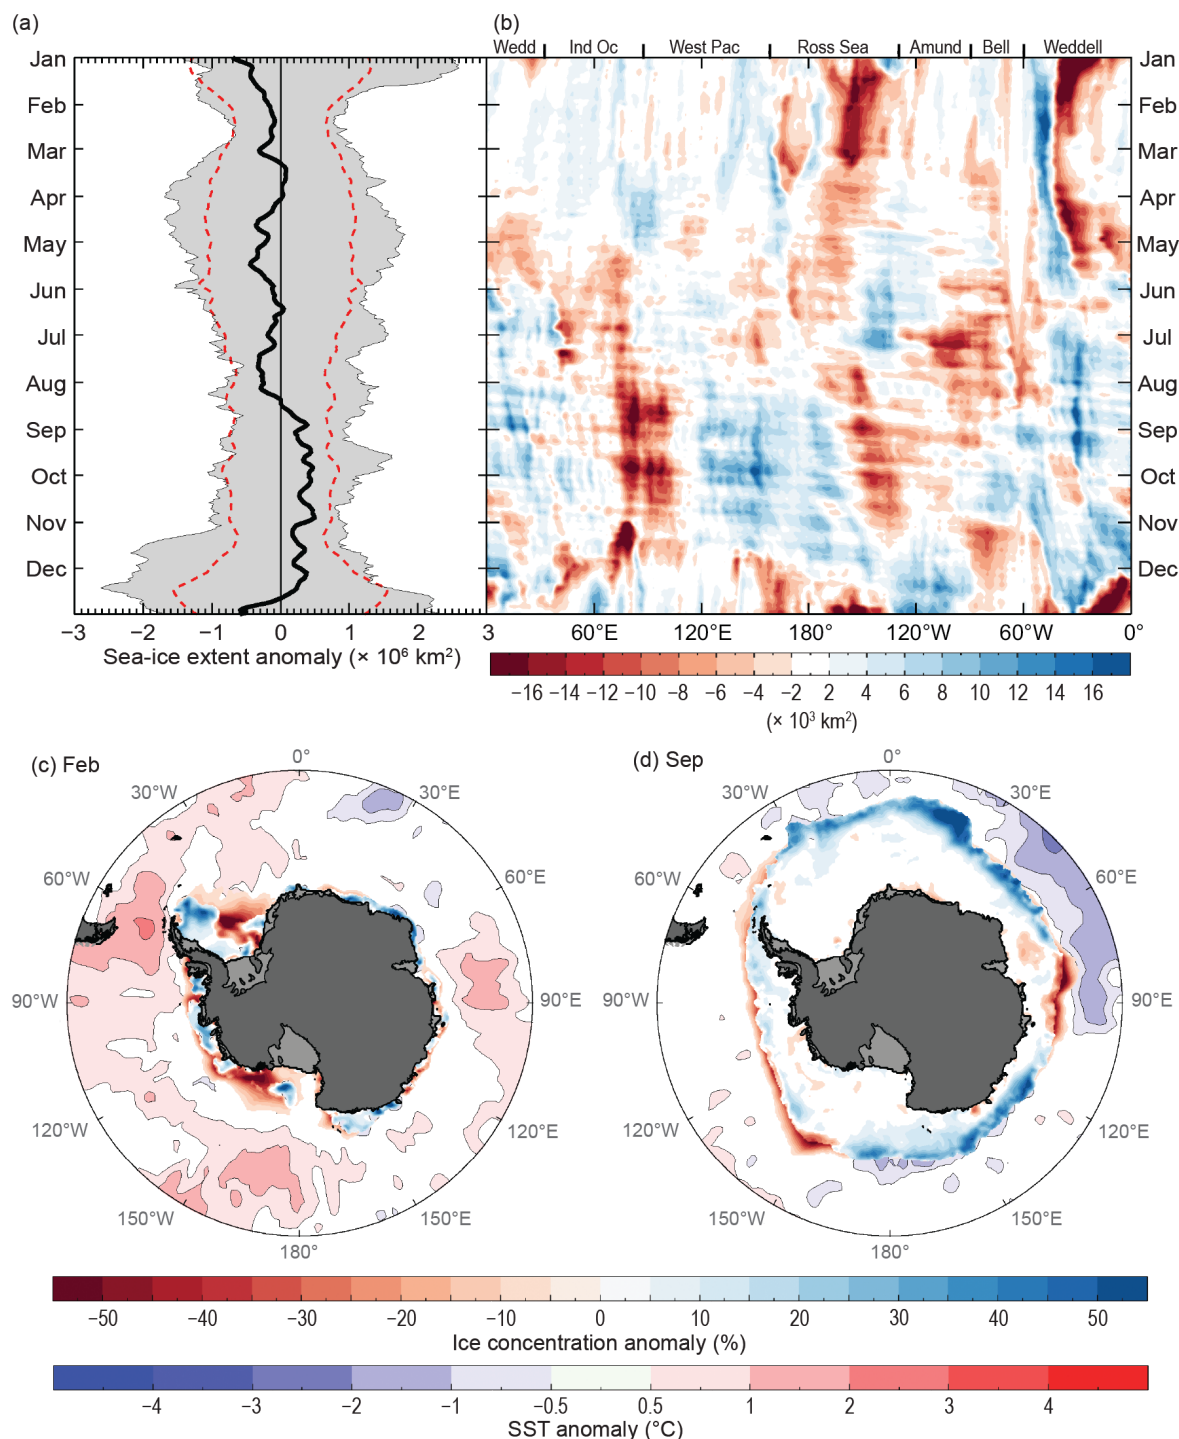 (a)
(b)
Wedd Ind Oc West Pac Ross Sea Amund Bell Weddell
Jan Jan
Feb Feb
Mar Mar
Apr Apr
May May
Jun Jun
Jul Jul
Aug Aug
Sep Sep
Oct Oct
Nov Nov
Dec Dec
−3 −2 −1 0 1 2 3 60°E 120°E 180° 120°W 60°W 0°
Sea-ice extent anomaly (× 10⁶ km²)
−16 −14 −12 −10 −8 −6 −4 −2 2 4 6 8 10 12 14 16
(× 10³ km²)
(c) Feb
0°
30°W 30°E
60°W 60°E
90°W 90°E
120°W 120°E
150°W 150°E
180°
(d) Sep
0°
30°W 30°E
60°W 60°E
90°W 90°E
120°W 120°E
150°W 150°E
180°
−50 −40 −30 −20 −10 0 10 20 30 40 50
Ice concentration anomaly (%)
−4 −3 −2 −1 −0.5 0.5 1 2 3 4
SST anomaly (°C)